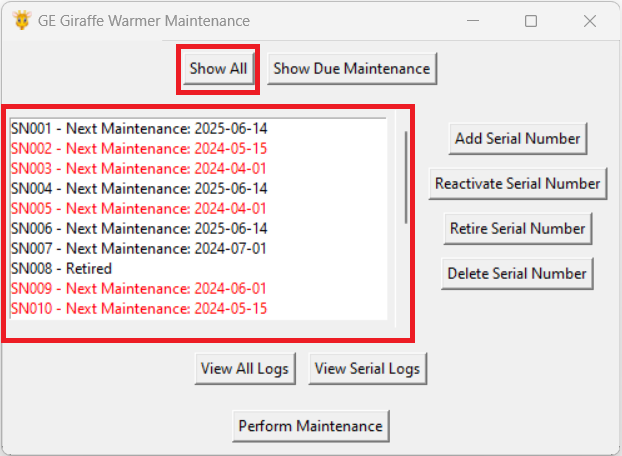 GE Giraffe Warmer Maintenance
Show All
Show Due Maintenance
SN001 - Next Maintenance: 2025-06-14
SN002 - Next Maintenance: 2024-05-15
SN003 - Next Maintenance: 2024-04-01
SN004 - Next Maintenance: 2025-06-14
SN005 - Next Maintenance: 2024-04-01
SN006 - Next Maintenance: 2025-06-14
SN007 - Next Maintenance: 2024-07-01
SN008 - Retired
SN009 - Next Maintenance: 2024-06-01
SN010 - Next Maintenance: 2024-05-15
Add Serial Number
Reactivate Serial Number
Retire Serial Number
Delete Serial Number
View All Logs
View Serial Logs
Perform Maintenance